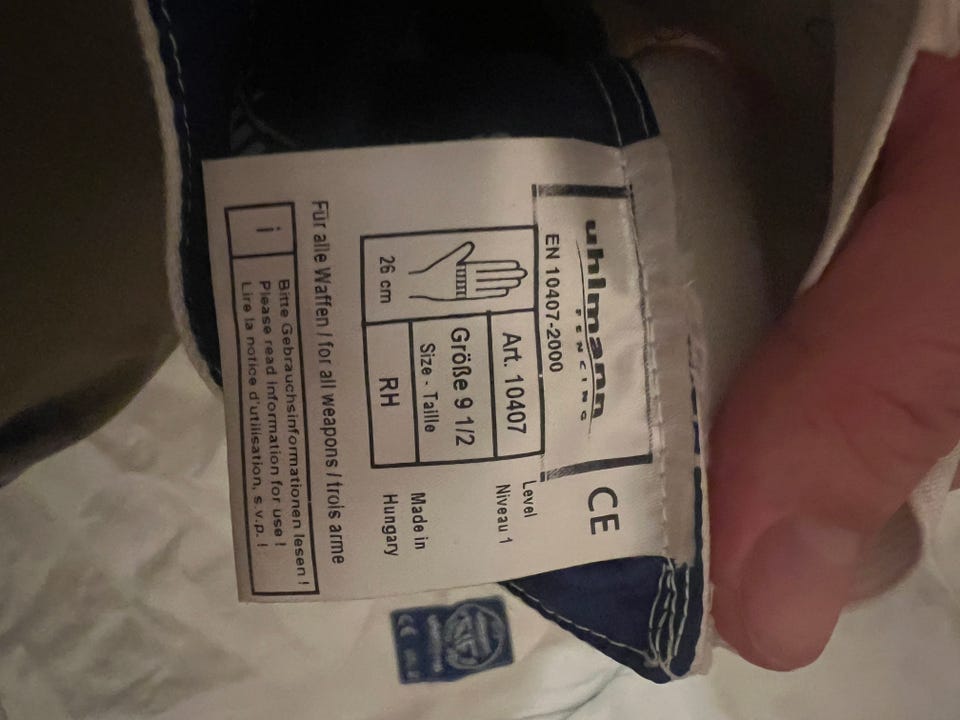 uhlmann
FENCING
CE
EN 10407-2000
Level
Niveau 1
Art. 10407
Größe 9 1/2
Size - Taille
26 cm
RH
Made in
Hungary
Für alle Waffen / for all weapons / trois arme
i
Bitte Gebrauchsinformationen lesen !
Please read information for use !
Lire la notice d'utilisation, s.v.p. !
CE